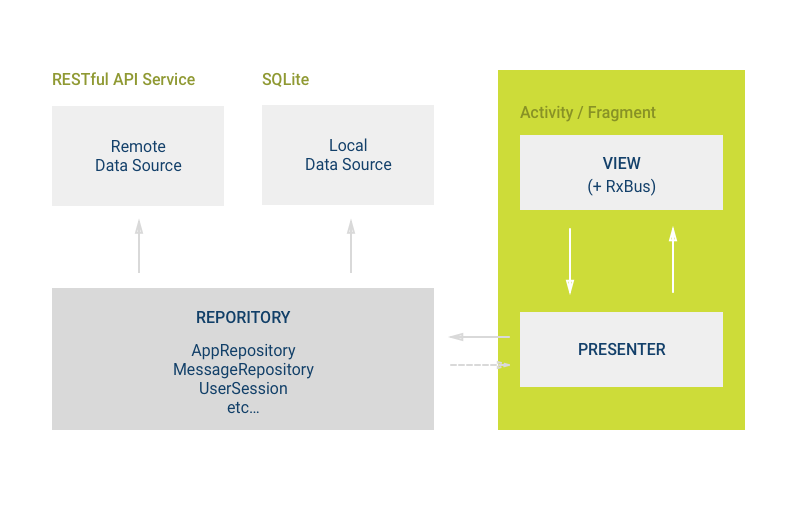 RESTful API Service
Remote
Data Source
SQLite
Local
Data Source
REPORITORY
AppRepository
MessageRepository
UserSession
etc...
Activity / Fragment
VIEW
(+ RxBus)
PRESENTER